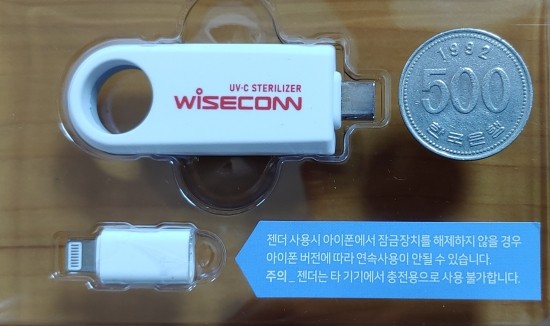 UV-C STERILIZER
WISECONN
1982
500
한국은행
젠더 사용시 아이폰에서 잠금장치를 해제하지 않을 경우
아이폰 버전에 따라 연속사용이 안될 수 있습니다.
주의_ 젠더는 타 기기에서 충전용으로 사용 불가합니다.